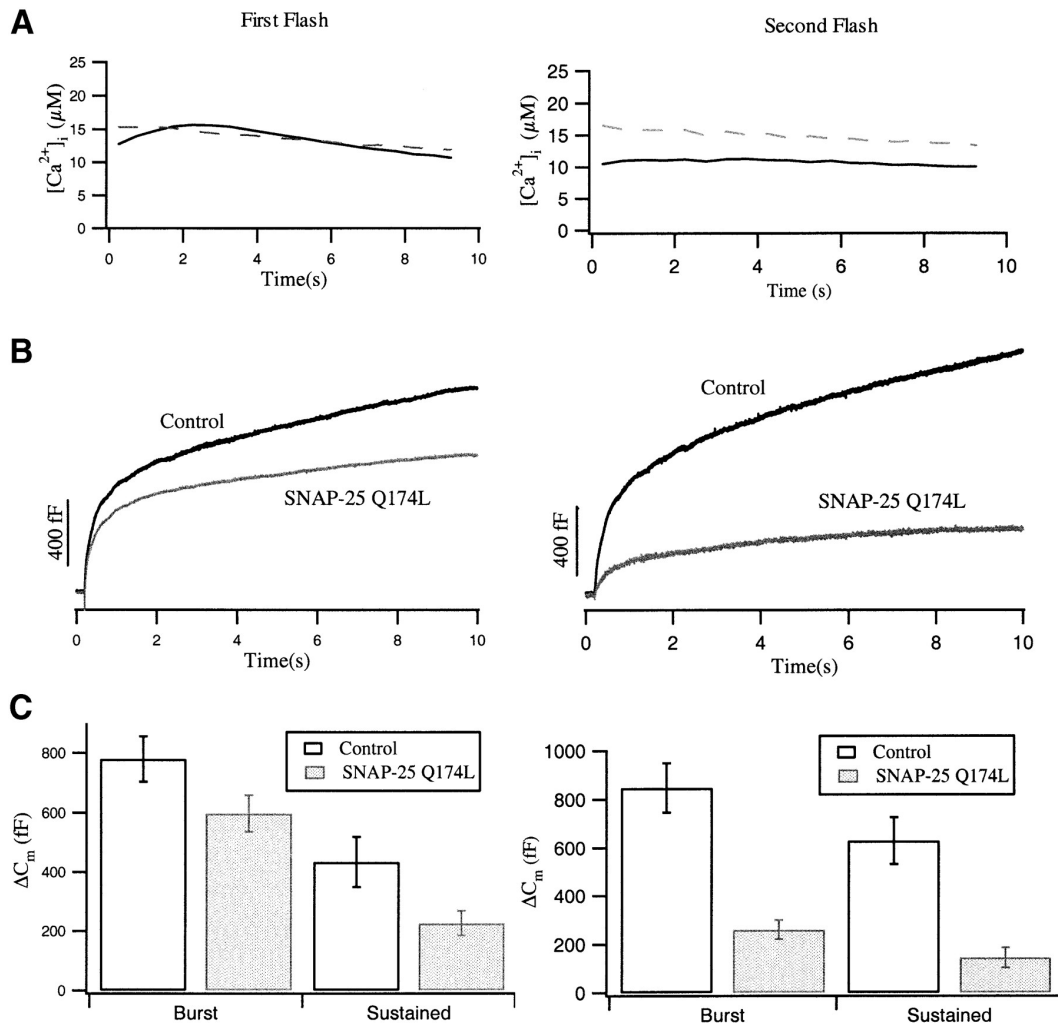 A
First Flash
Second Flash
[Ca2+]i (µM)
25
20
15
10
5
0
0 2 4 6 8 10
Time(s)
[Ca2+]i (µM)
25
20
15
10
5
0
0 2 4 6 8 10
Time (s)
B
Control
SNAP-25 Q174L
400 fF
0 2 4 6 8 10
Time(s)
Control
SNAP-25 Q174L
400 fF
0 2 4 6 8 10
Time(s)
C
ΔCm (fF)
800
600
400
200
0
Control
SNAP-25 Q174L
Burst Sustained
ΔCm (fF)
1000
800
600
400
200
0
Control
SNAP-25 Q174L
Burst Sustained